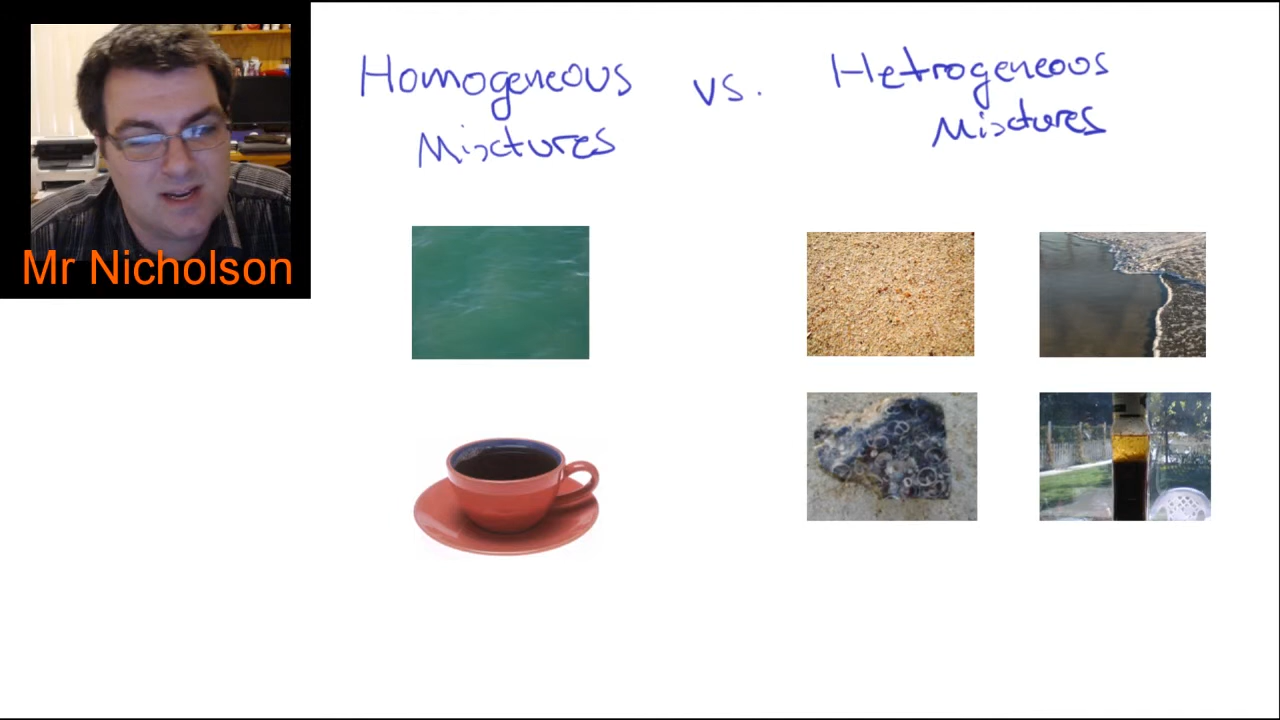 Homogeneous
Mixtures
vs.
Hetrogeneous
Mixtures
Mr Nicholson